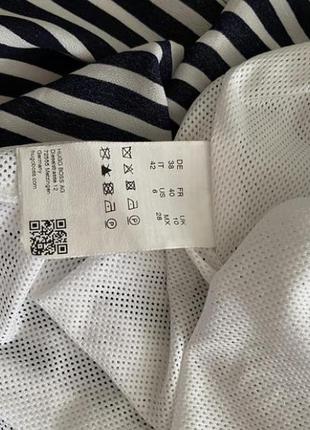 DE FR UK
38 40 10
IT US MX
42 6 28
HUGO BOSS AG
Dieselstrasse 12
72555 Metzingen
Germany
hugoboss.com